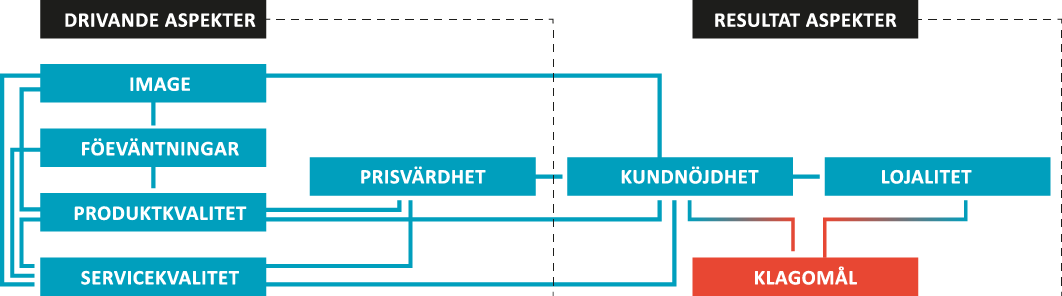 DRIVANDE ASPEKTER
RESULTAT ASPEKTER
IMAGE
FÖEVÄNTNINGAR
PRISVÄRDHET
KUNDNÖJDHET
LOJALITET
PRODUKTKVALITET
SERVICEKVALITET
KLAGOMÅL